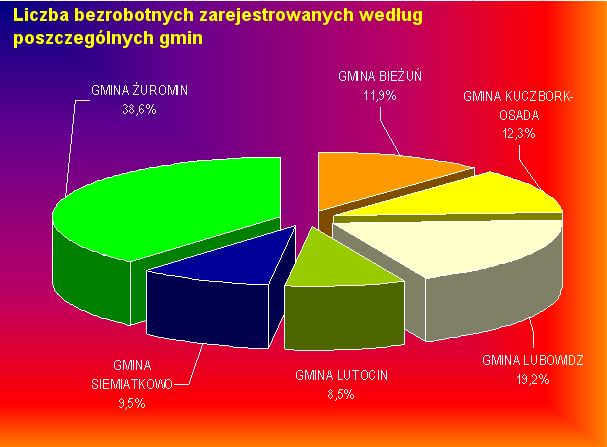 Liczba bezrobotnych zarejestrowanych według
poszczególnych gmin
GMINA BIEŻUŃ
11,9%
GMINA KUCZBORK-
OSADA
12,3%
GMINA ŻUROMIN
38,6%
GMINA LUBOWIDZ
19,2%
GMINA LUTOCIN
8,5%
GMINA
SIEMIATKOWO
9,5%